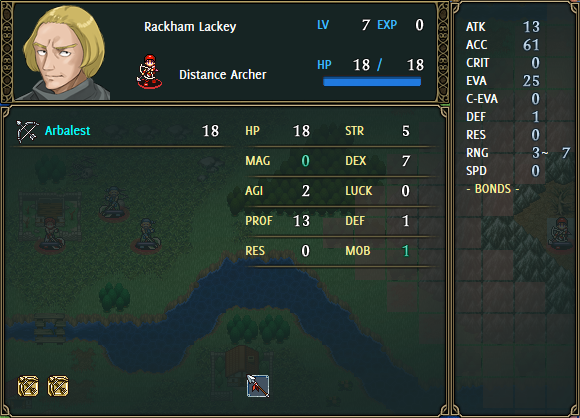 Rackham Lackey
LV 7 EXP 0
Distance Archer
HP 18 / 18
Arbalest 18
HP 18 STR 5
MAG 0 DEX 7
AGI 2 LUCK 0
PROF 13 DEF 1
RES 0 MOB 1
ATK 13
ACC 61
CRIT 0
EVA 25
C-EVA 0
DEF 1
RES 0
RNG 3~ 7
SPD 0
- BONDS -